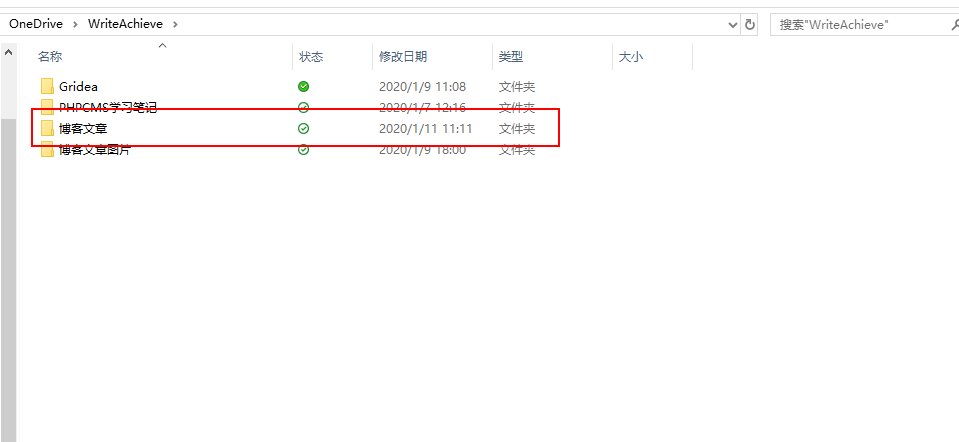 OneDrive > WriteAchieve >
搜索"WriteAchieve"
名称 状态 修改日期 类型 大小
Gridea 2020/1/9 11:08 文件夹
PHPCMS学习笔记 2020/1/7 12:16 文件夹
博客文章 2020/1/11 11:11 文件夹
博客文章图片 2020/1/9 18:00 文件夹